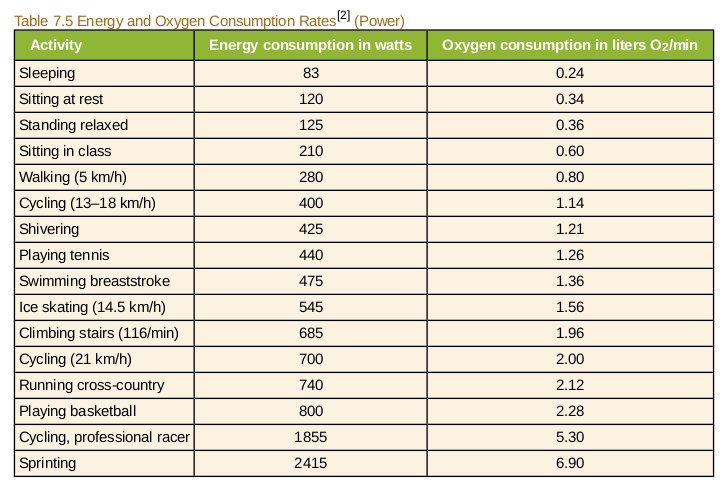 Table 7.5 Energy and Oxygen Consumption Rates[2] (Power)
Activity Energy consumption in watts Oxygen consumption in liters O2/min
Sleeping 83 0.24
Sitting at rest 120 0.34
Standing relaxed 125 0.36
Sitting in class 210 0.60
Walking (5 km/h) 280 0.80
Cycling (13–18 km/h) 400 1.14
Shivering 425 1.21
Playing tennis 440 1.26
Swimming breaststroke 475 1.36
Ice skating (14.5 km/h) 545 1.56
Climbing stairs (116/min) 685 1.96
Cycling (21 km/h) 700 2.00
Running cross-country 740 2.12
Playing basketball 800 2.28
Cycling, professional racer 1855 5.30
Sprinting 2415 6.90